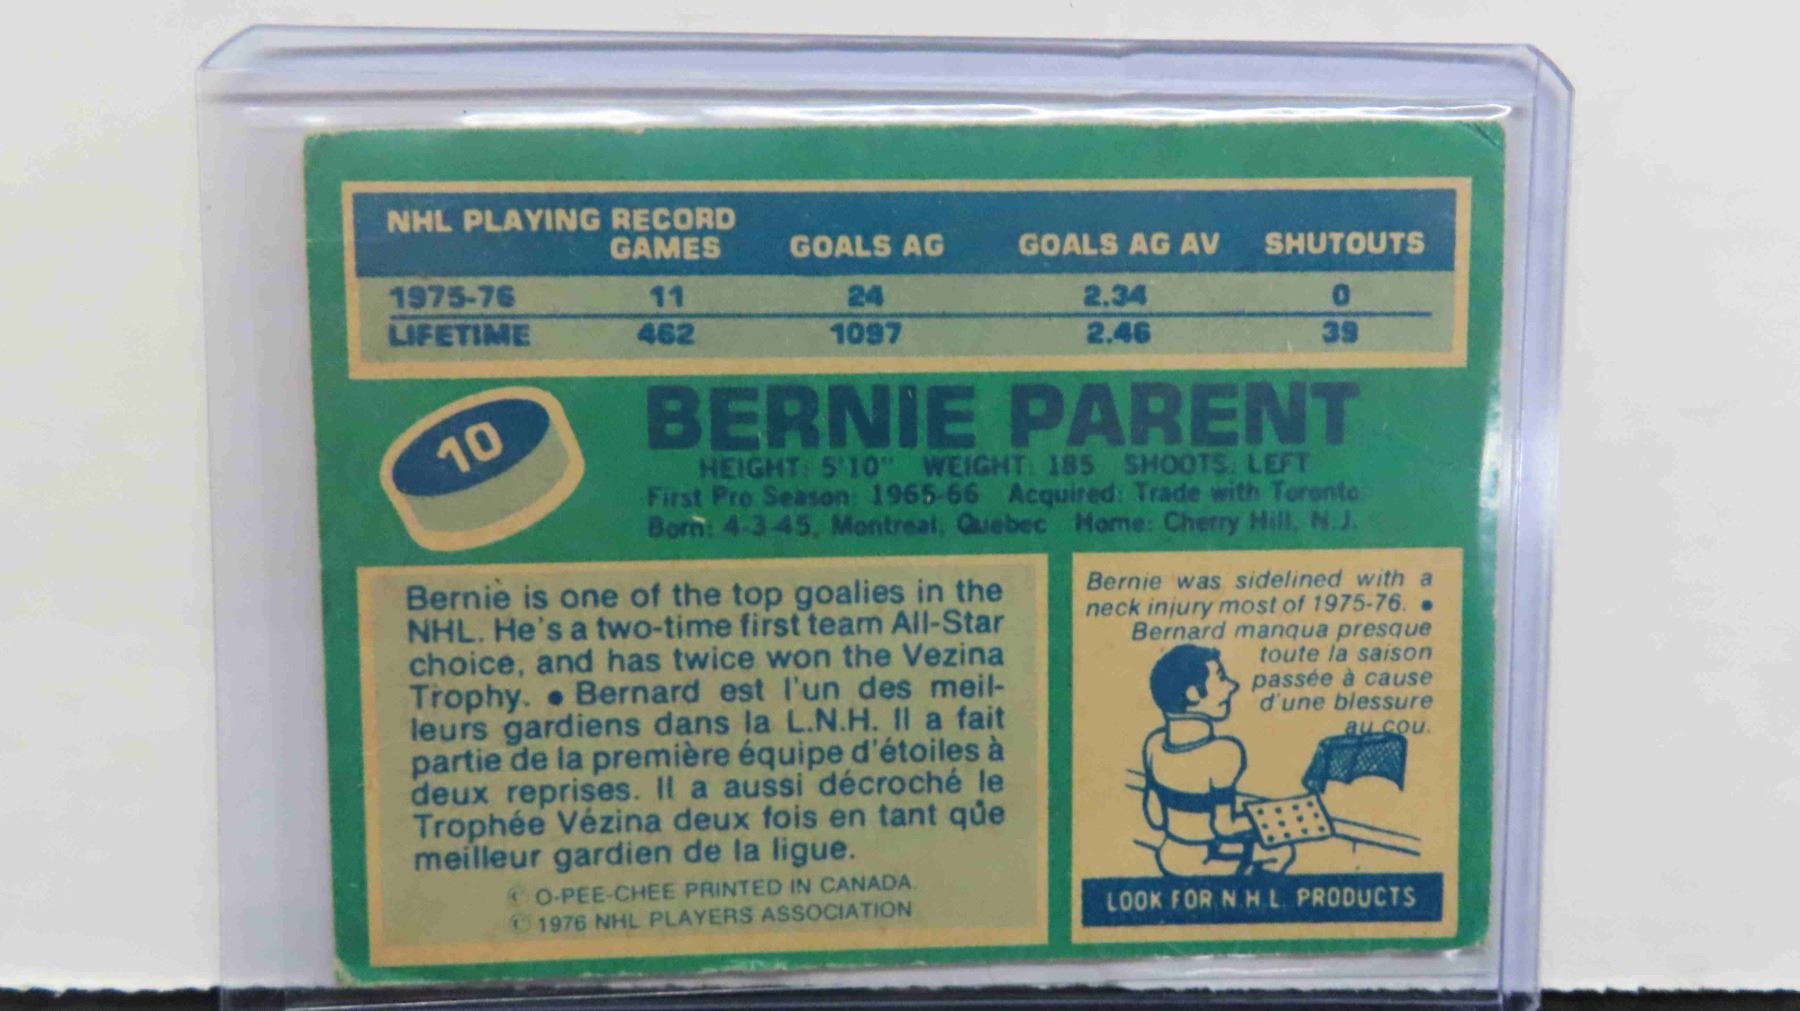 NHL PLAYING RECORD
GAMES GOALS AG GOALS AG AV SHUTOUTS
1975-76 11 24 2.34 0
LIFETIME 462 1097 2.46 39
10
BERNIE PARENT
HEIGHT: 5'10" WEIGHT: 185 SHOOTS: LEFT
First Pro Season: 1965-66 Acquired: Trade with Toronto
Born: 4-3-45, Montreal, Quebec Home: Cherry Hill, N.J.
Bernie is one of the top goalies in the
NHL. He's a two-time first team All-Star
choice, and has twice won the Vezina
Trophy. • Bernard est l'un des meil-
leurs gardiens dans la L.N.H. Il a fait
partie de la première équipe d'étoiles à
deux reprises. Il a aussi décroché le
Trophée Vézina deux fois en tant que
meilleur gardien de la ligue.
© O-PEE-CHEE PRINTED IN CANADA.
© 1976 NHL PLAYERS ASSOCIATION
Bernie was sidelined with a
neck injury most of 1975-76. •
Bernard manqua presque
toute la saison
passée à cause
d'une blessure
au cou.
LOOK FOR N.H.L. PRODUCTS